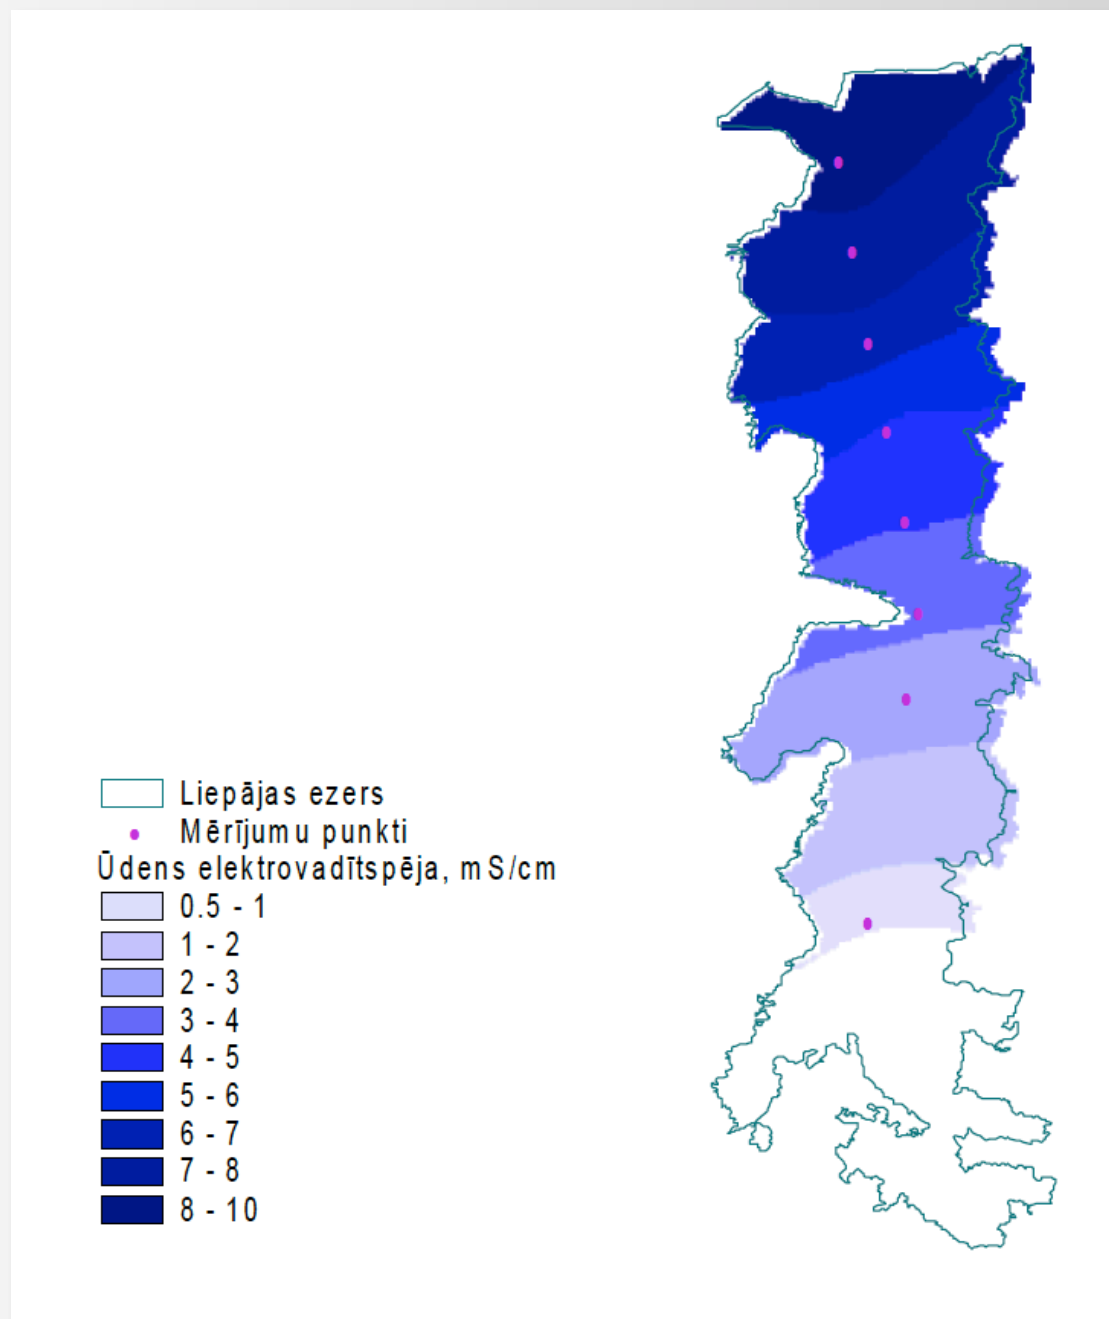 Liepājas ezers
Mērījumu punkti
Ūdens elektrovadītspēja, mS/cm
0.5 - 1
1 - 2
2 - 3
3 - 4
4 - 5
5 - 6
6 - 7
7 - 8
8 - 10